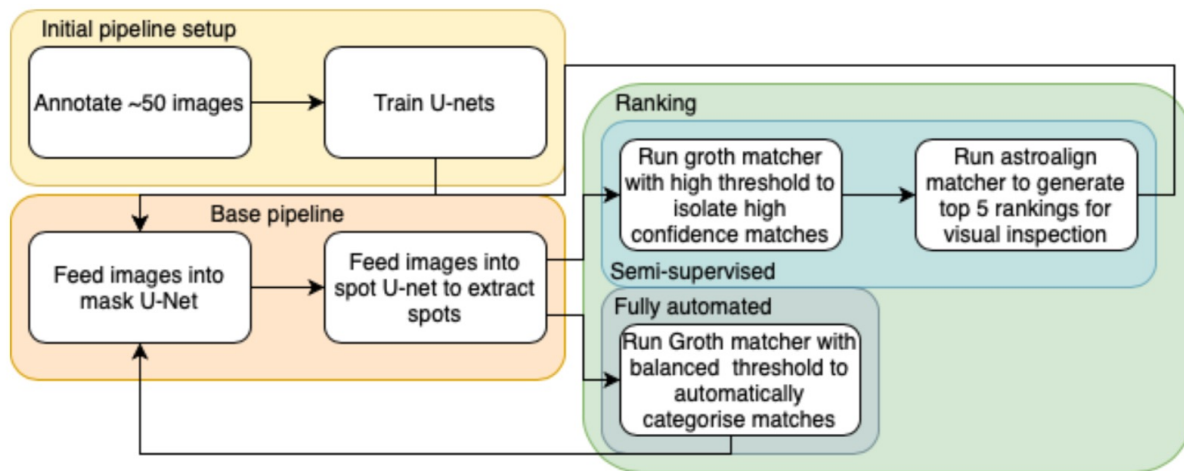 Initial pipeline setup
Annotate ~50 images
Train U-nets
Base pipeline
Feed images into
mask U-Net
Feed images into
spot U-net to extract
spots
Ranking
Run groth matcher
with high threshold to
isolate high
confidence matches
Run astroalign
matcher to generate
top 5 rankings for
visual inspection
Semi-supervised
Fully automated
Run Groth matcher with
balanced threshold to
automatically
categorise matches